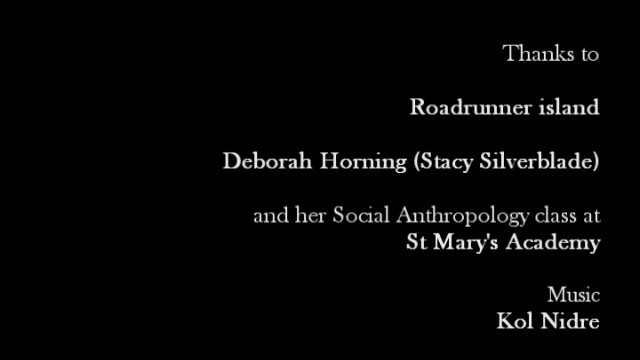 Thanks to
Roadrunner island
Deborah Horning (Stacy Silverblade)
and her Social Anthropology class at
St Mary's Academy
Music
Kol Nidre